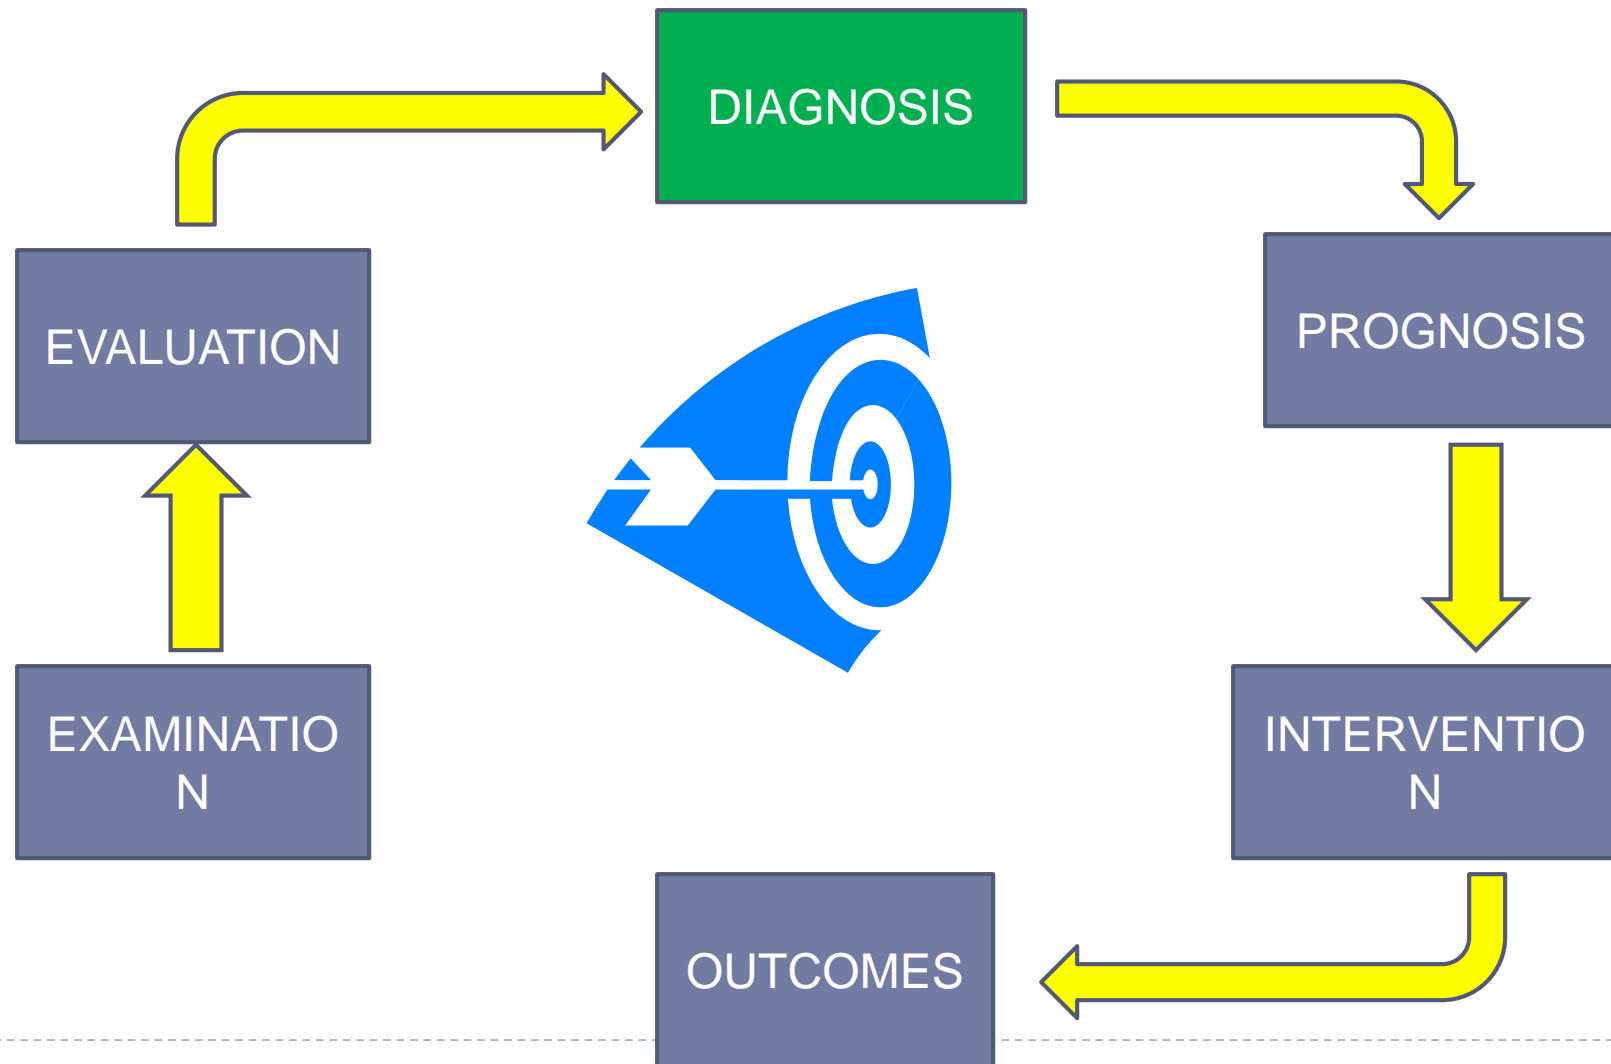 DIAGNOSIS
EVALUATION
PROGNOSIS
EXAMINATIO
N
INTERVENTIO
N
OUTCOMES